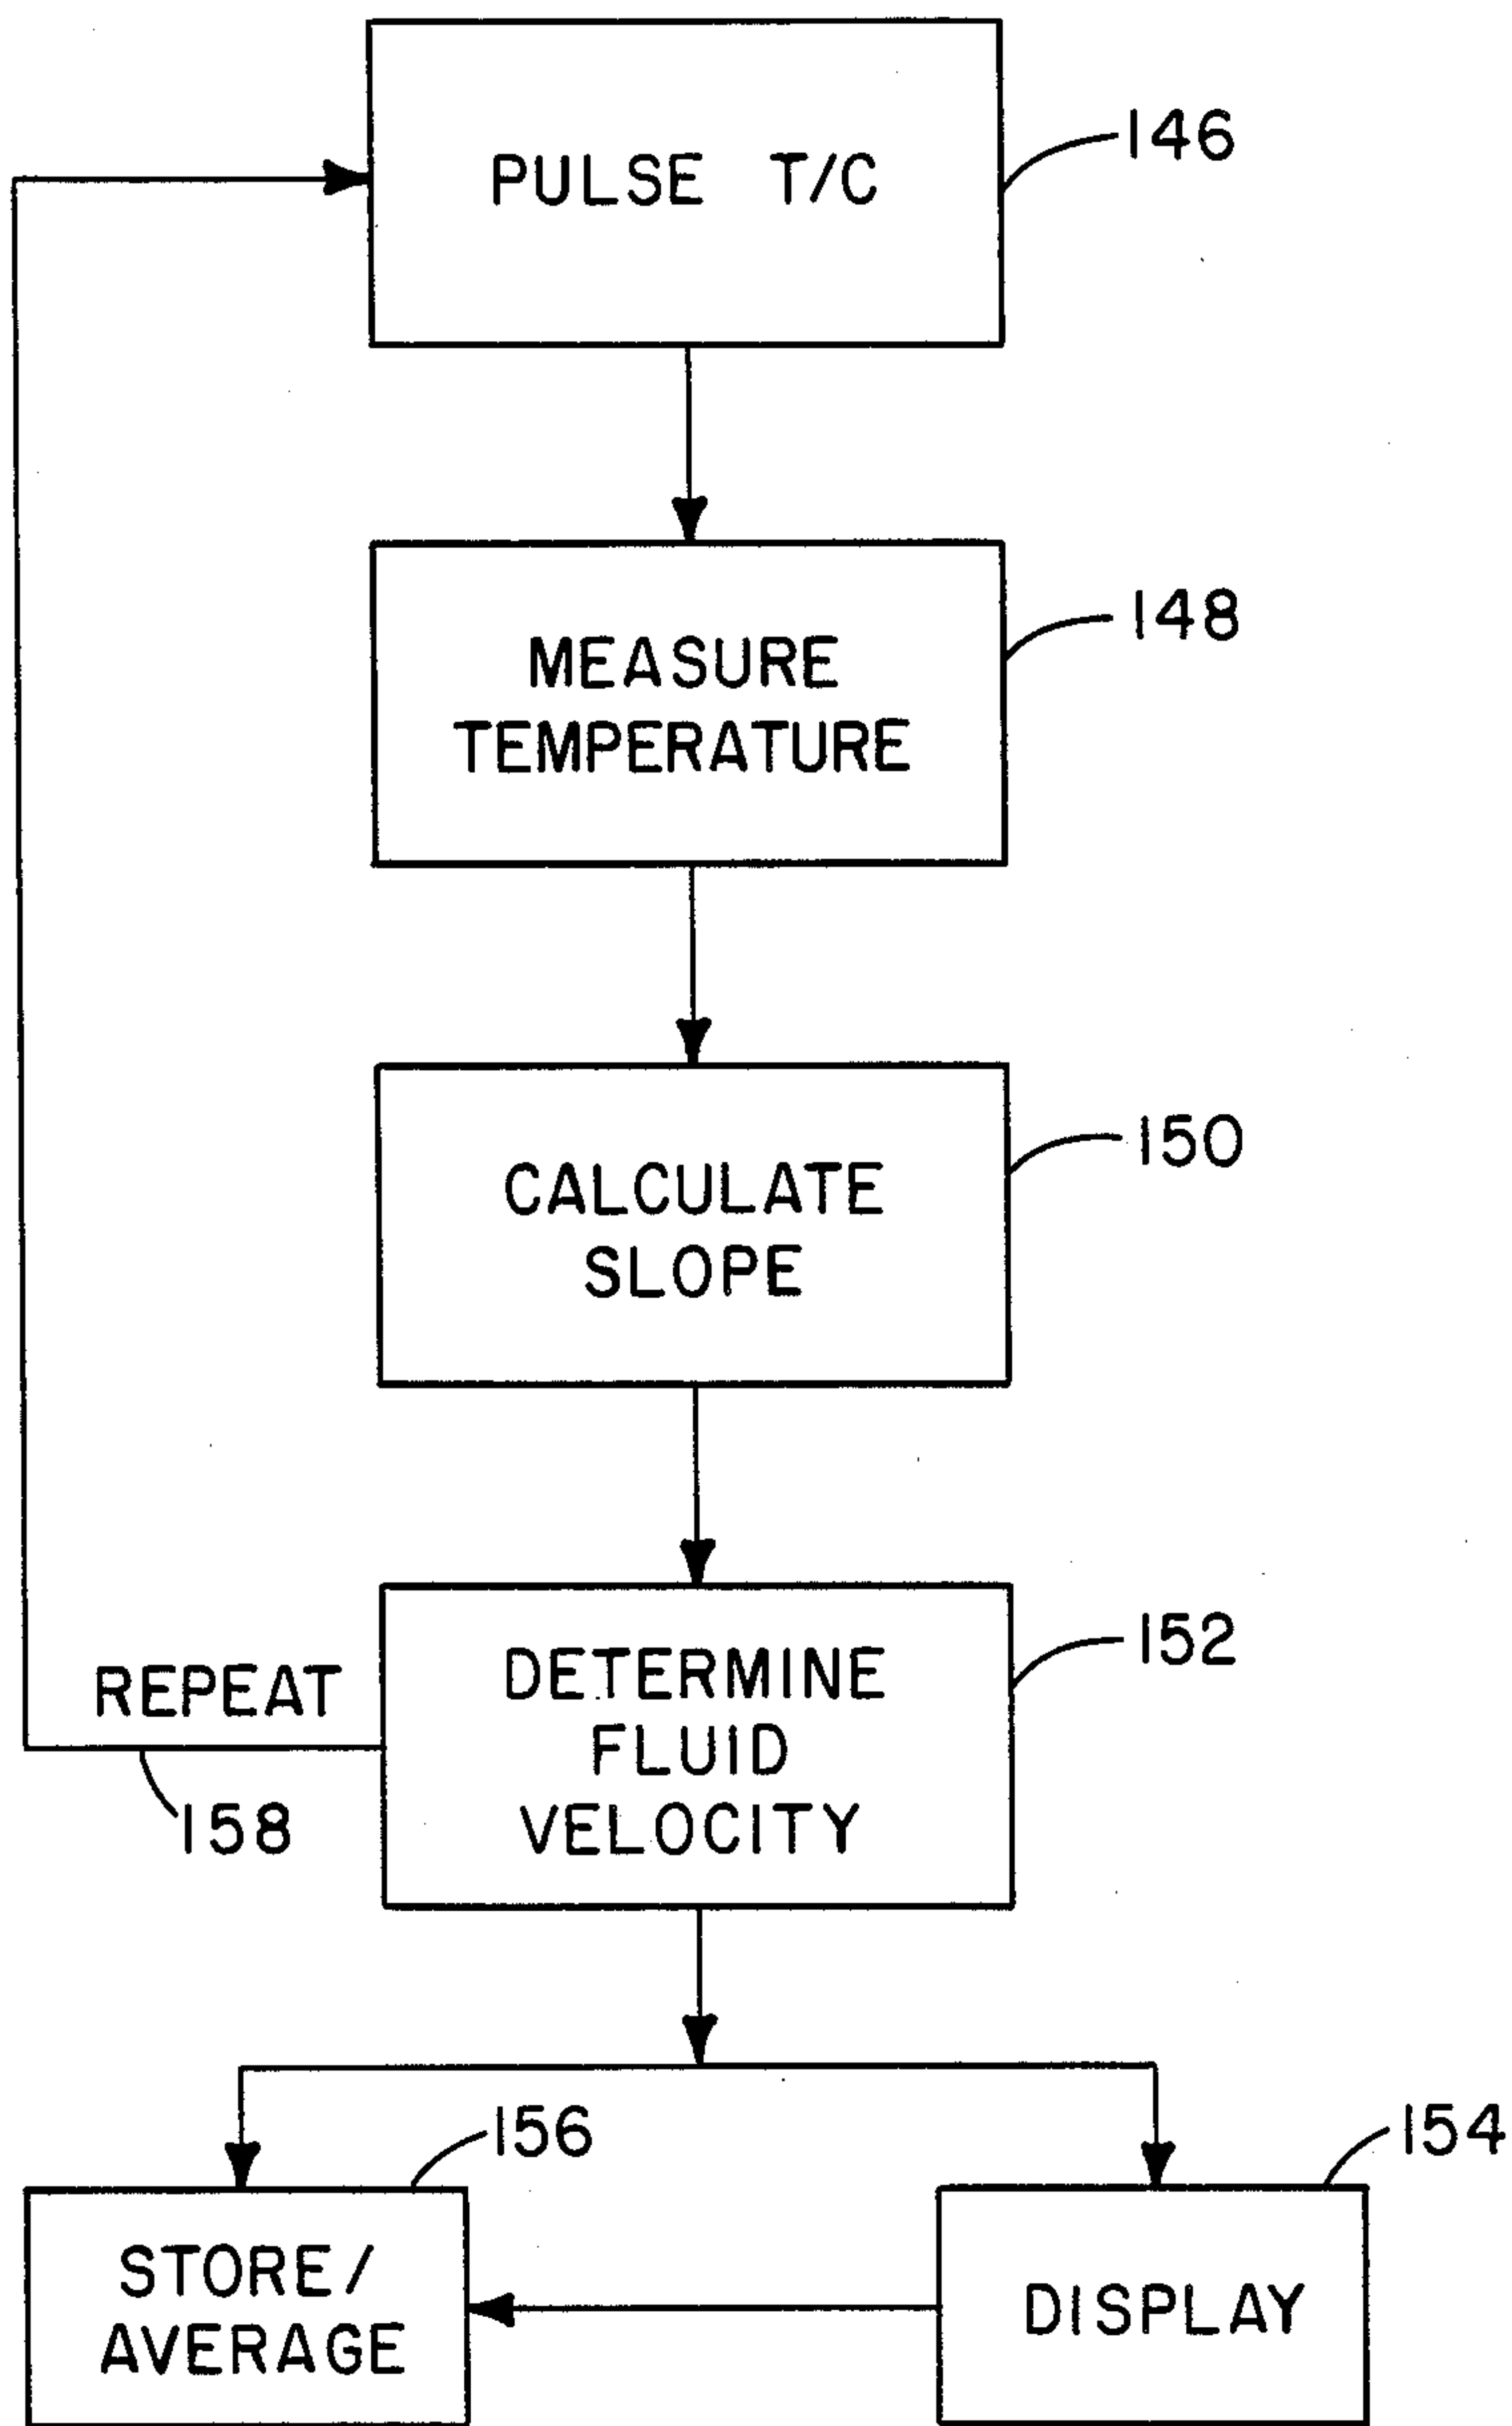 PULSE T/C
146
MEASURE
TEMPERATURE
148
CALCULATE
SLOPE
150
DETERMINE
FLUID
VELOCITY
152
REPEAT
158
STORE/
AVERAGE
156
DISPLAY
154